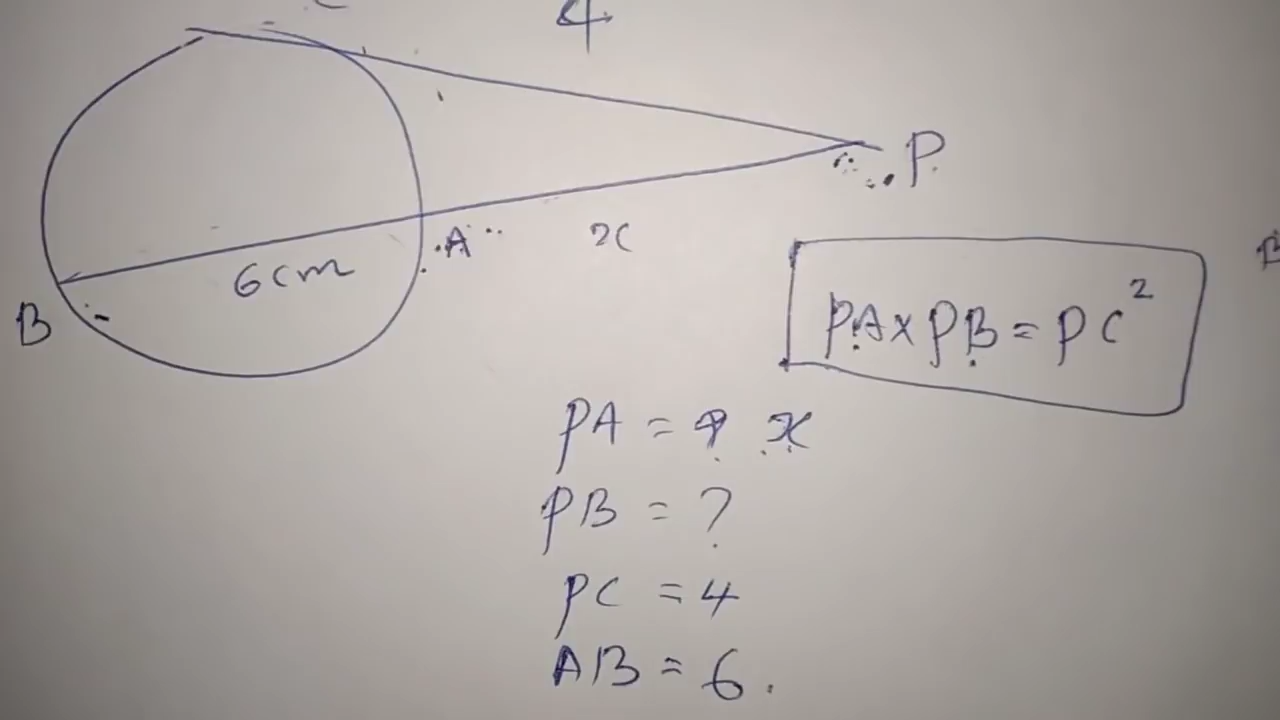 4
P
A
x
6cm
B
PA x PB = PC²
PA = ? x
PB = ?
PC = 4
AB = 6.